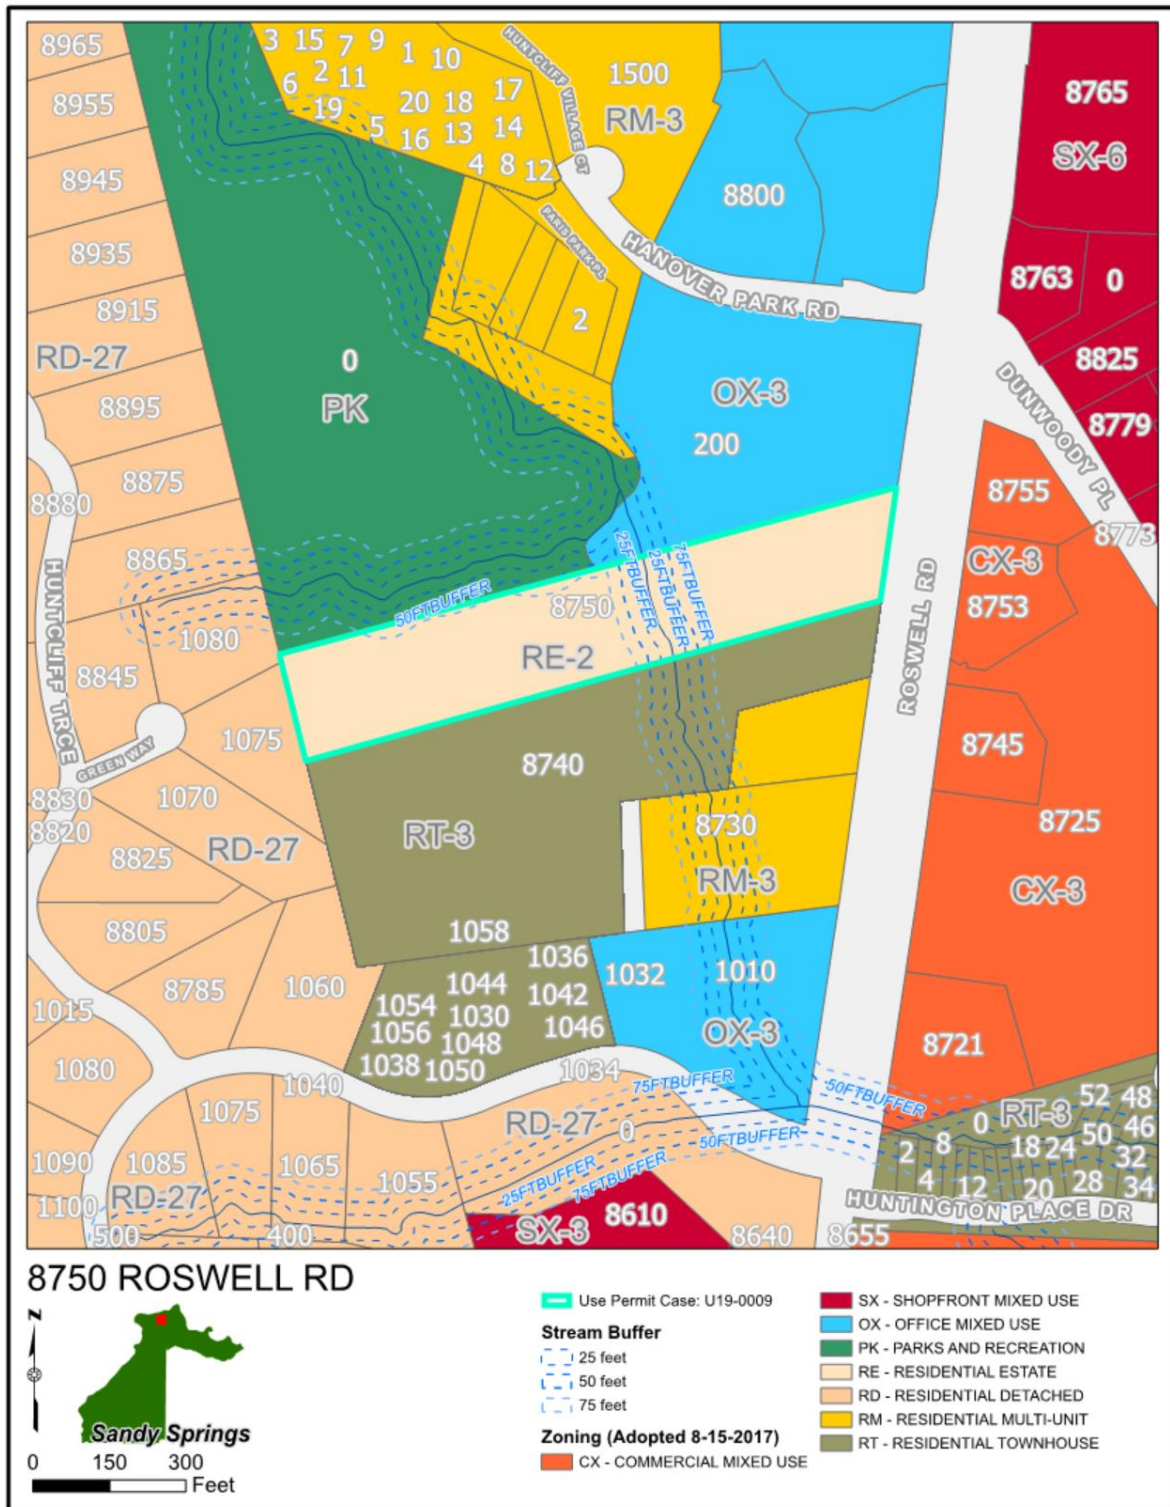 8965
8955
8945
8935
8915
RD-27
8895
8875
8880
8865
HUNTCLIFF TRCE
1080
8845
GREEN WAY
1075
8830
1070
8820
8825
RD-27
8805
8785
1060
1015
1080
1040
1075
1090
1085
1065
1055
1100
RD-27
500
400
3 15 7 9 1 10
6 2 11 17
19 20 18
5 16 13 14
4 8 12
HUNTCLIFF VILLAGE CT
1500
RM-3
PARIS PARK PL
2
HANOVER PARK RD
8800
0
PK
OX-3
200
8765
SX-6
8763
0
8825
8779
DUNWOODY PL
8773
8755
CX-3
8753
ROSWELL RD
8745
8725
CX-3
8721
50FTBUFFER
8750
RE-2
25FTBUFFER
25FTBUFFER
75FTBUFFER
8740
RT-3
8730
RM-3
1058
1036
1044
1042
1054
1030
1056
1046
1048
1038
1050
1034
1032
1010
OX-3
75FTBUFFER
50FTBUFFER
RD-27
0
50FTBUFFER
25FTBUFFER
75FTBUFFER
8610
SX-3
8640
8655
RT-3
52 48
0
50 46
2 8 18 24
32
4 12 20 28 34
HUNTINGTON PLACE DR
8750 ROSWELL RD
N
Sandy Springs
0 150 300
Feet
Use Permit Case: U19-0009
Stream Buffer
25 feet
50 feet
75 feet
Zoning (Adopted 8-15-2017)
CX - COMMERCIAL MIXED USE
SX - SHOPFRONT MIXED USE
OX - OFFICE MIXED USE
PK - PARKS AND RECREATION
RE - RESIDENTIAL ESTATE
RD - RESIDENTIAL DETACHED
RM - RESIDENTIAL MULTI-UNIT
RT - RESIDENTIAL TOWNHOUSE